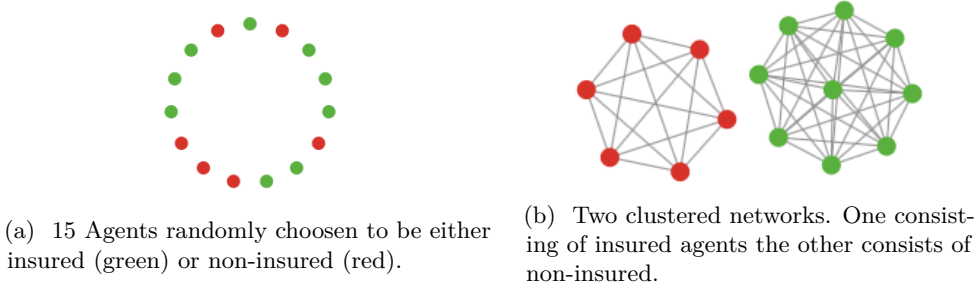 (a) 15 Agents randomly choosen to be either
insured (green) or non-insured (red).
(b) Two clustered networks. One consist-
ing of insured agents the other consists of
non-insured.